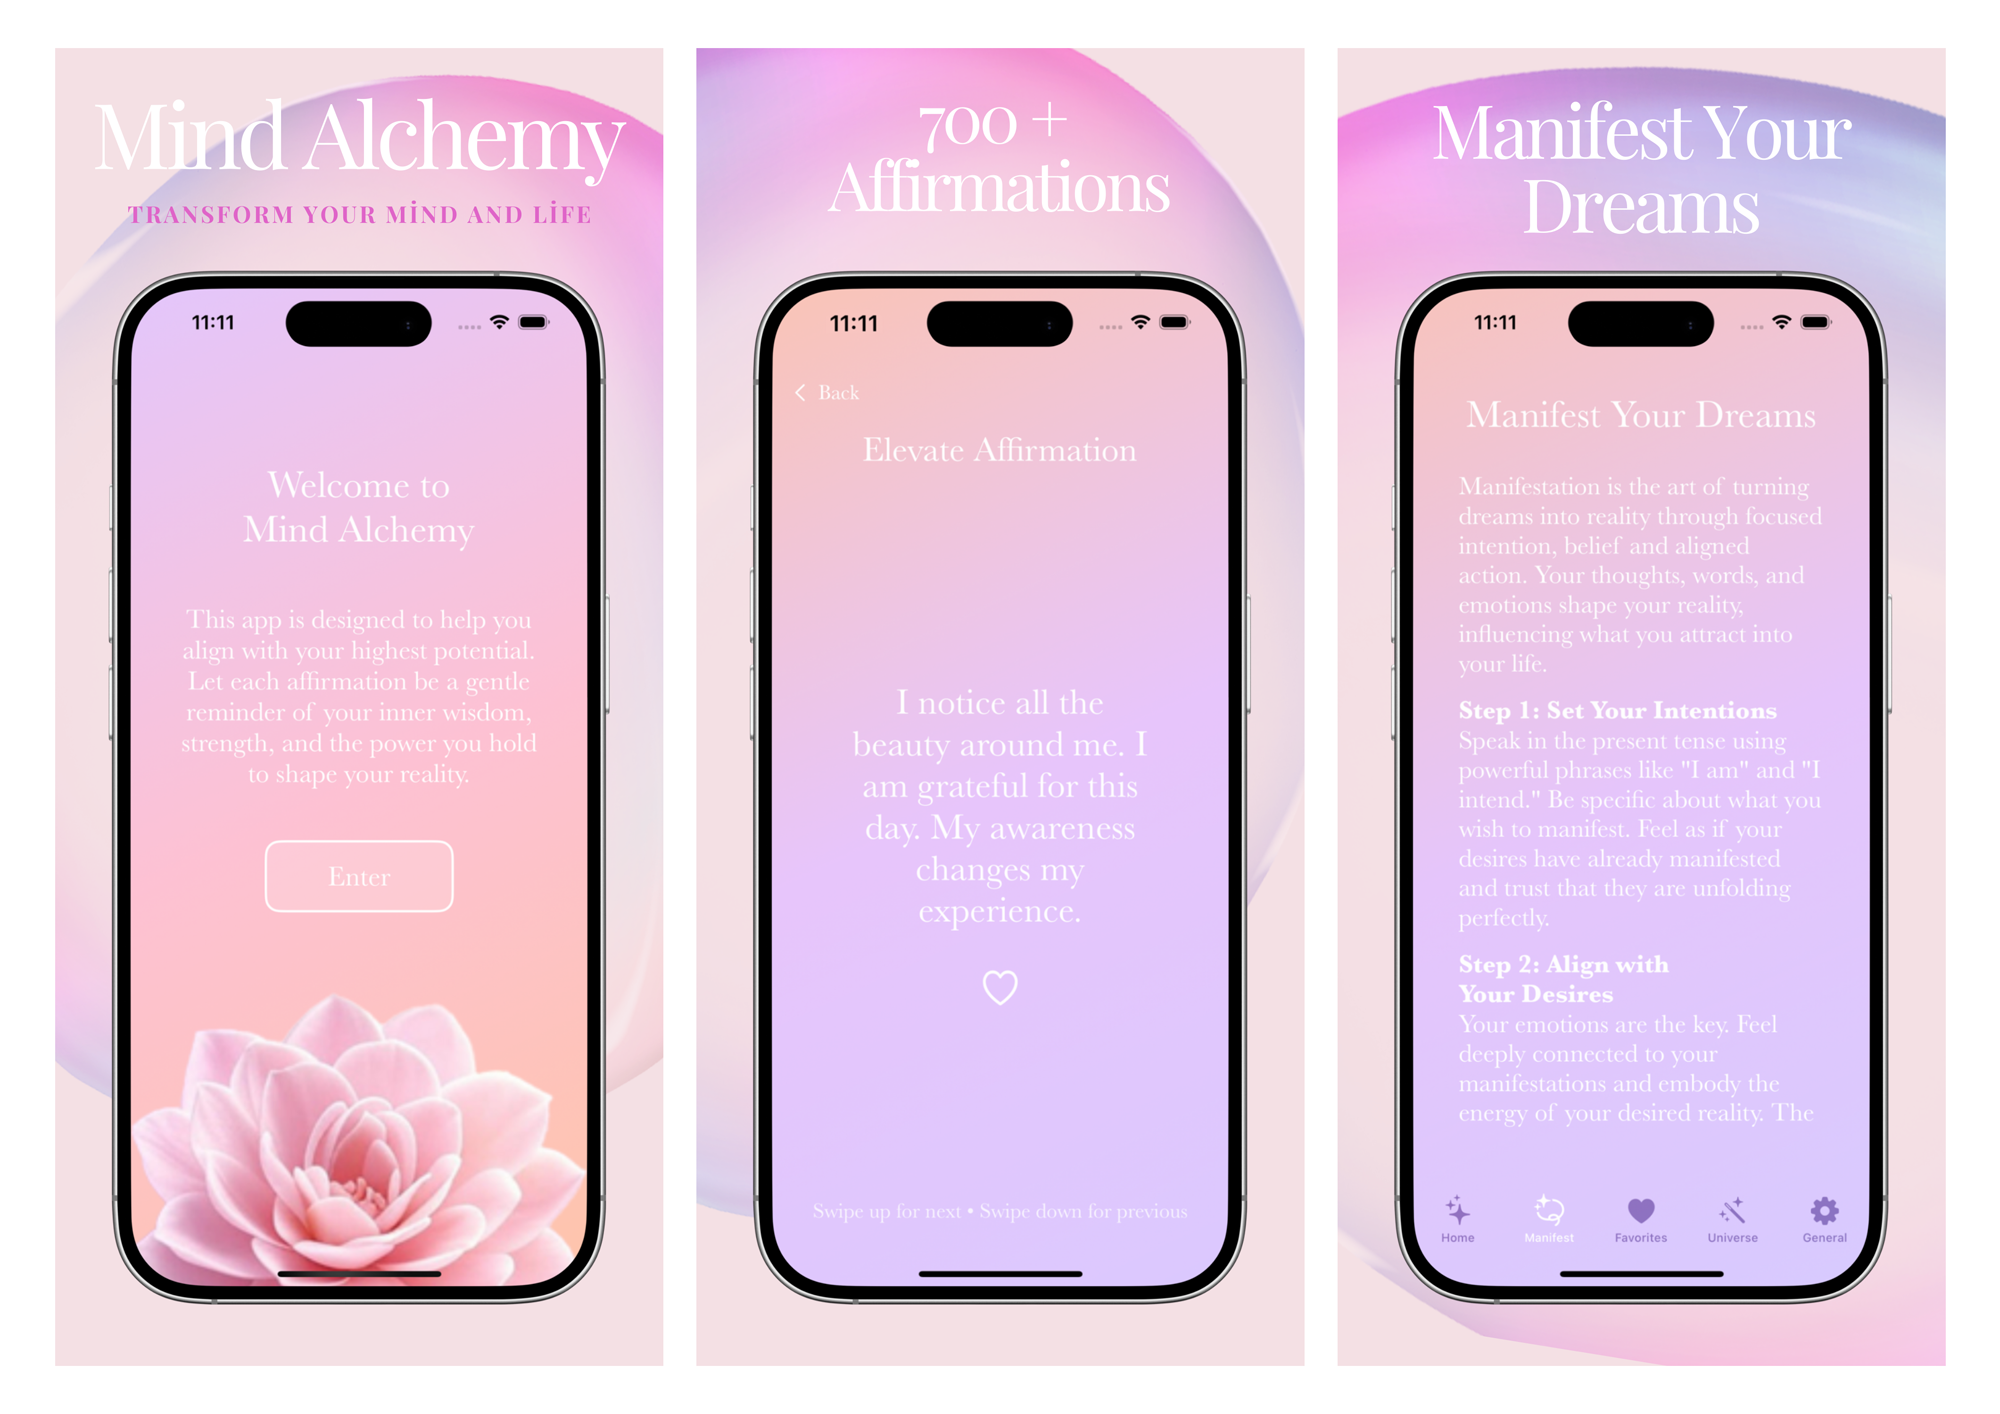 Mind Alchemy
TRANSFORM YOUR MİND AND LİFE
11:11
Welcome to
Mind Alchemy
This app is designed to help you
align with your highest potential.
Let each affirmation be a gentle
reminder of your inner wisdom,
strength, and the power you hold
to shape your reality.
Enter
700 +
Affirmations
11:11
Back
Elevate Affirmation
I notice all the
beauty around me. I
am grateful for this
day. My awareness
changes my
experience.
Swipe up for next • Swipe down for previous
Manifest Your
Dreams
11:11
Manifest Your Dreams
Manifestation is the art of turning
dreams into reality through focused
intention, belief and aligned
action. Your thoughts, words, and
emotions shape your reality,
influencing what you attract into
your life.
Step 1: Set Your Intentions
Speak in the present tense using
powerful phrases like "I am" and "I
intend." Be specific about what you
wish to manifest. Feel as if your
desires have already manifested
and trust that they are unfolding
perfectly.
Step 2: Align with
Your Desires
Your emotions are the key. Feel
deeply connected to your
manifestations and embody the
energy of your desired reality. The
Home Manifest Favorites Universe General